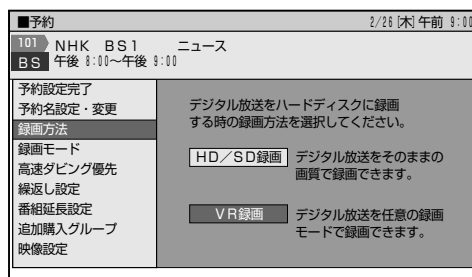 ■予約 2/26[木]午前 9:00
101 NHK BS1 ニュース
BS 午後 8:00~午後 9:00
予約設定完了
予約名設定・変更
録画方法
録画モード
高速ダビング優先
繰返し設定
番組延長設定
追加購入グループ
映像設定
デジタル放送をハードディスクに録画
する時の録画方法を選択してください。
HD/SD録画 デジタル放送をそのままの
画質で録画できます。
VR録画 デジタル放送を任意の録画
モードで録画できます。